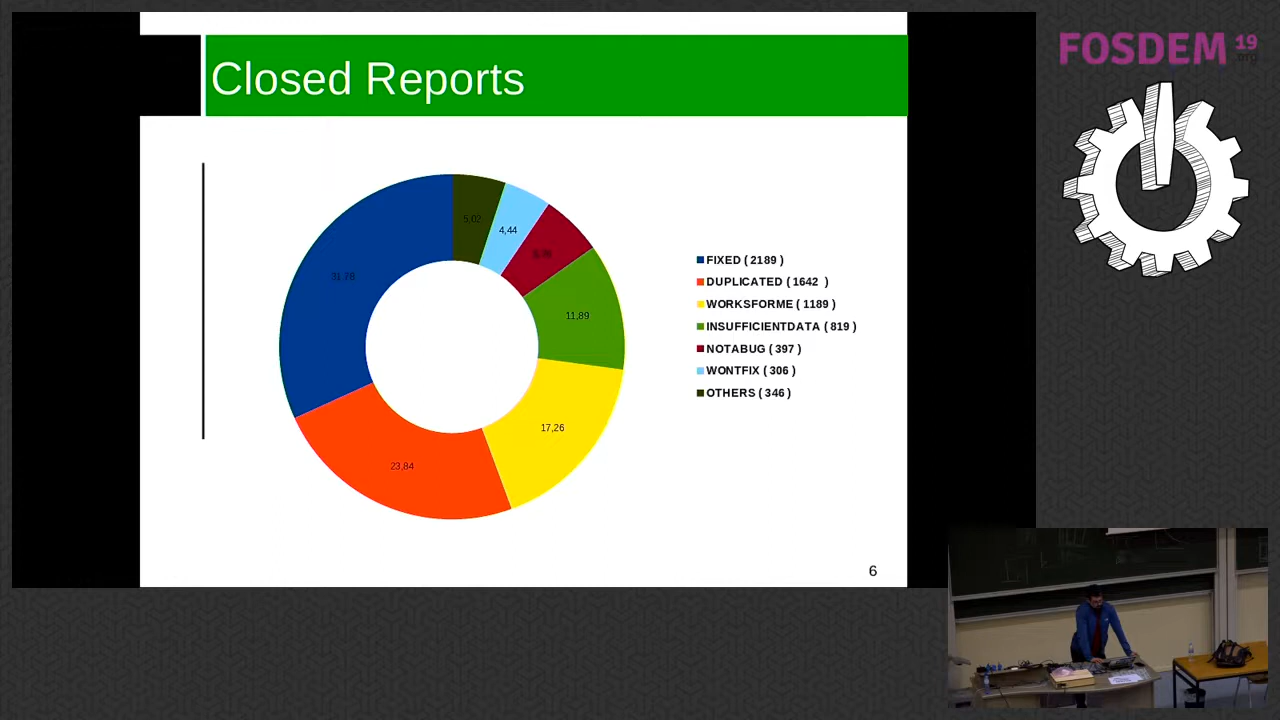 FOSDEM 19
.org
Closed Reports
5,02
4,44
31,78
11,89
17,26
23,84
FIXED ( 2189 )
DUPLICATED ( 1642 )
WORKSFORME ( 1189 )
INSUFFICIENTDATA ( 819 )
NOTABUG ( 397 )
WONTFIX ( 306 )
OTHERS ( 346 )
6